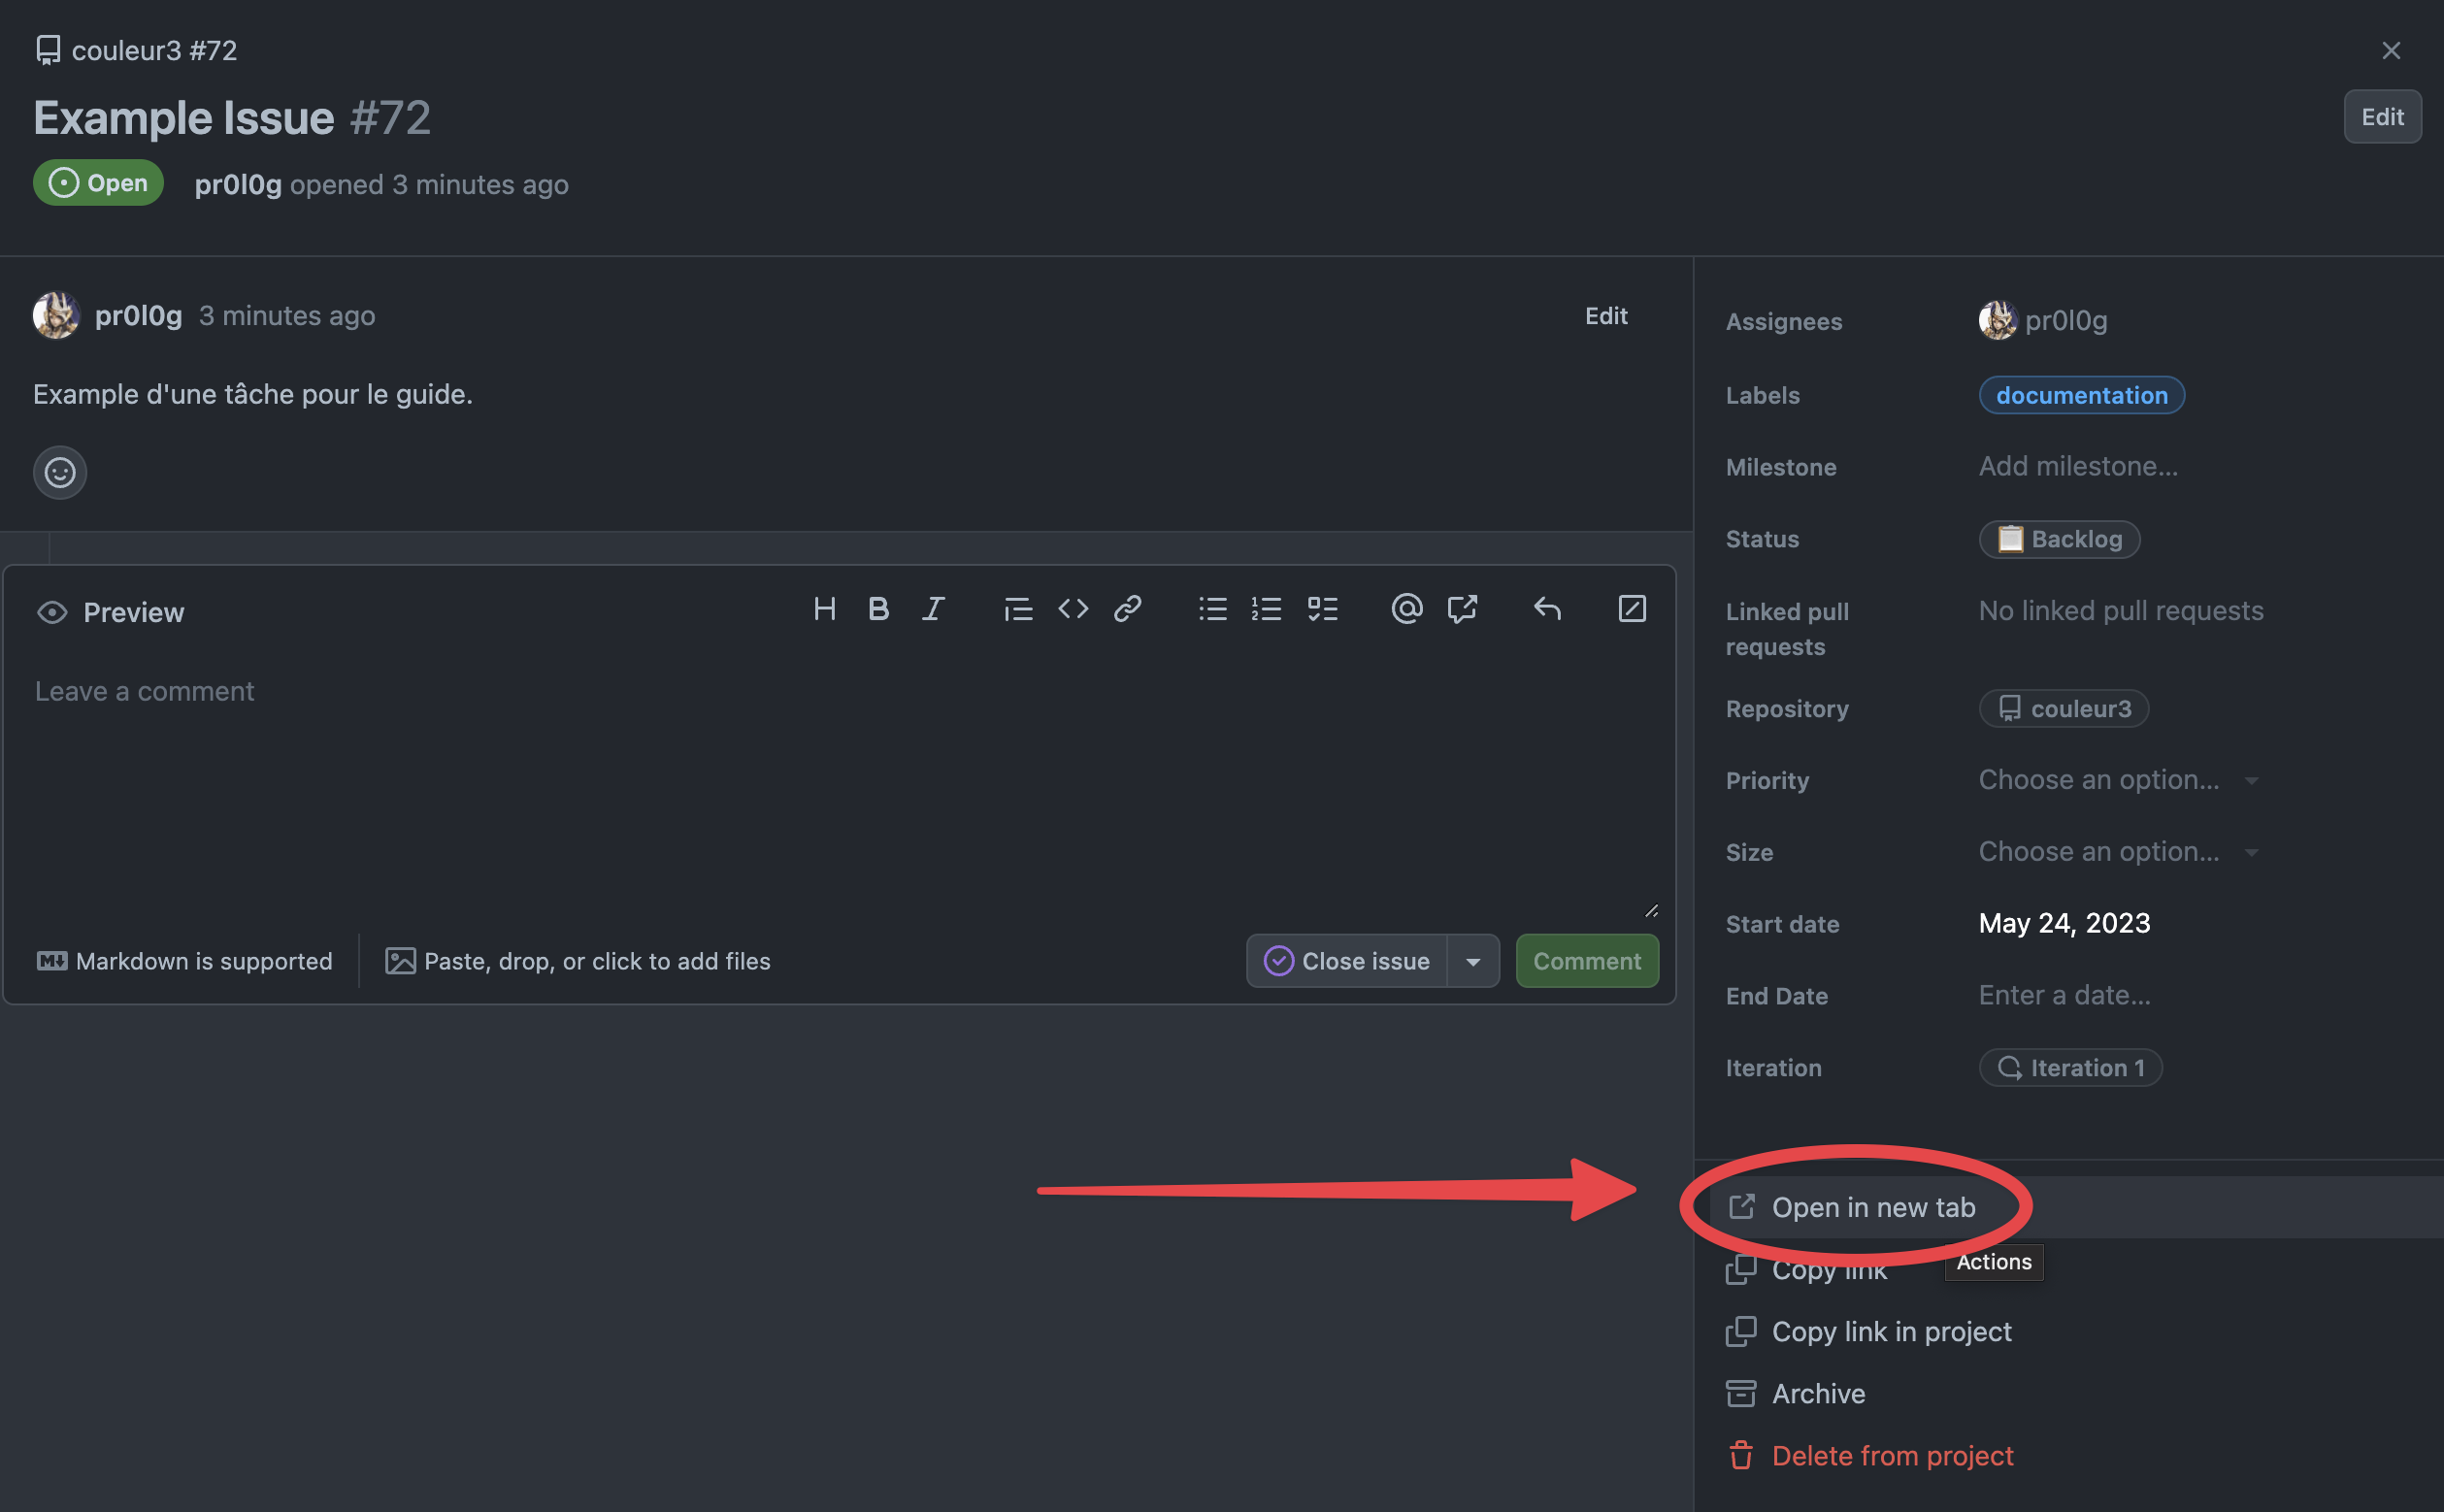 couleur3 #72
Example Issue #72
Edit
Open
pr0l0g opened 3 minutes ago
pr0l0g 3 minutes ago
Edit
Example d'une tâche pour le guide.
Preview
H B I
Leave a comment
Markdown is supported
Paste, drop, or click to add files
Close issue
Comment
Assignees
pr0l0g
Labels
documentation
Milestone
Add milestone...
Status
Backlog
Linked pull
requests
No linked pull requests
Repository
couleur3
Priority
Choose an option...
Size
Choose an option...
Start date
May 24, 2023
End Date
Enter a date...
Iteration
Iteration 1
Open in new tab
Copy link
Actions
Copy link in project
Archive
Delete from project